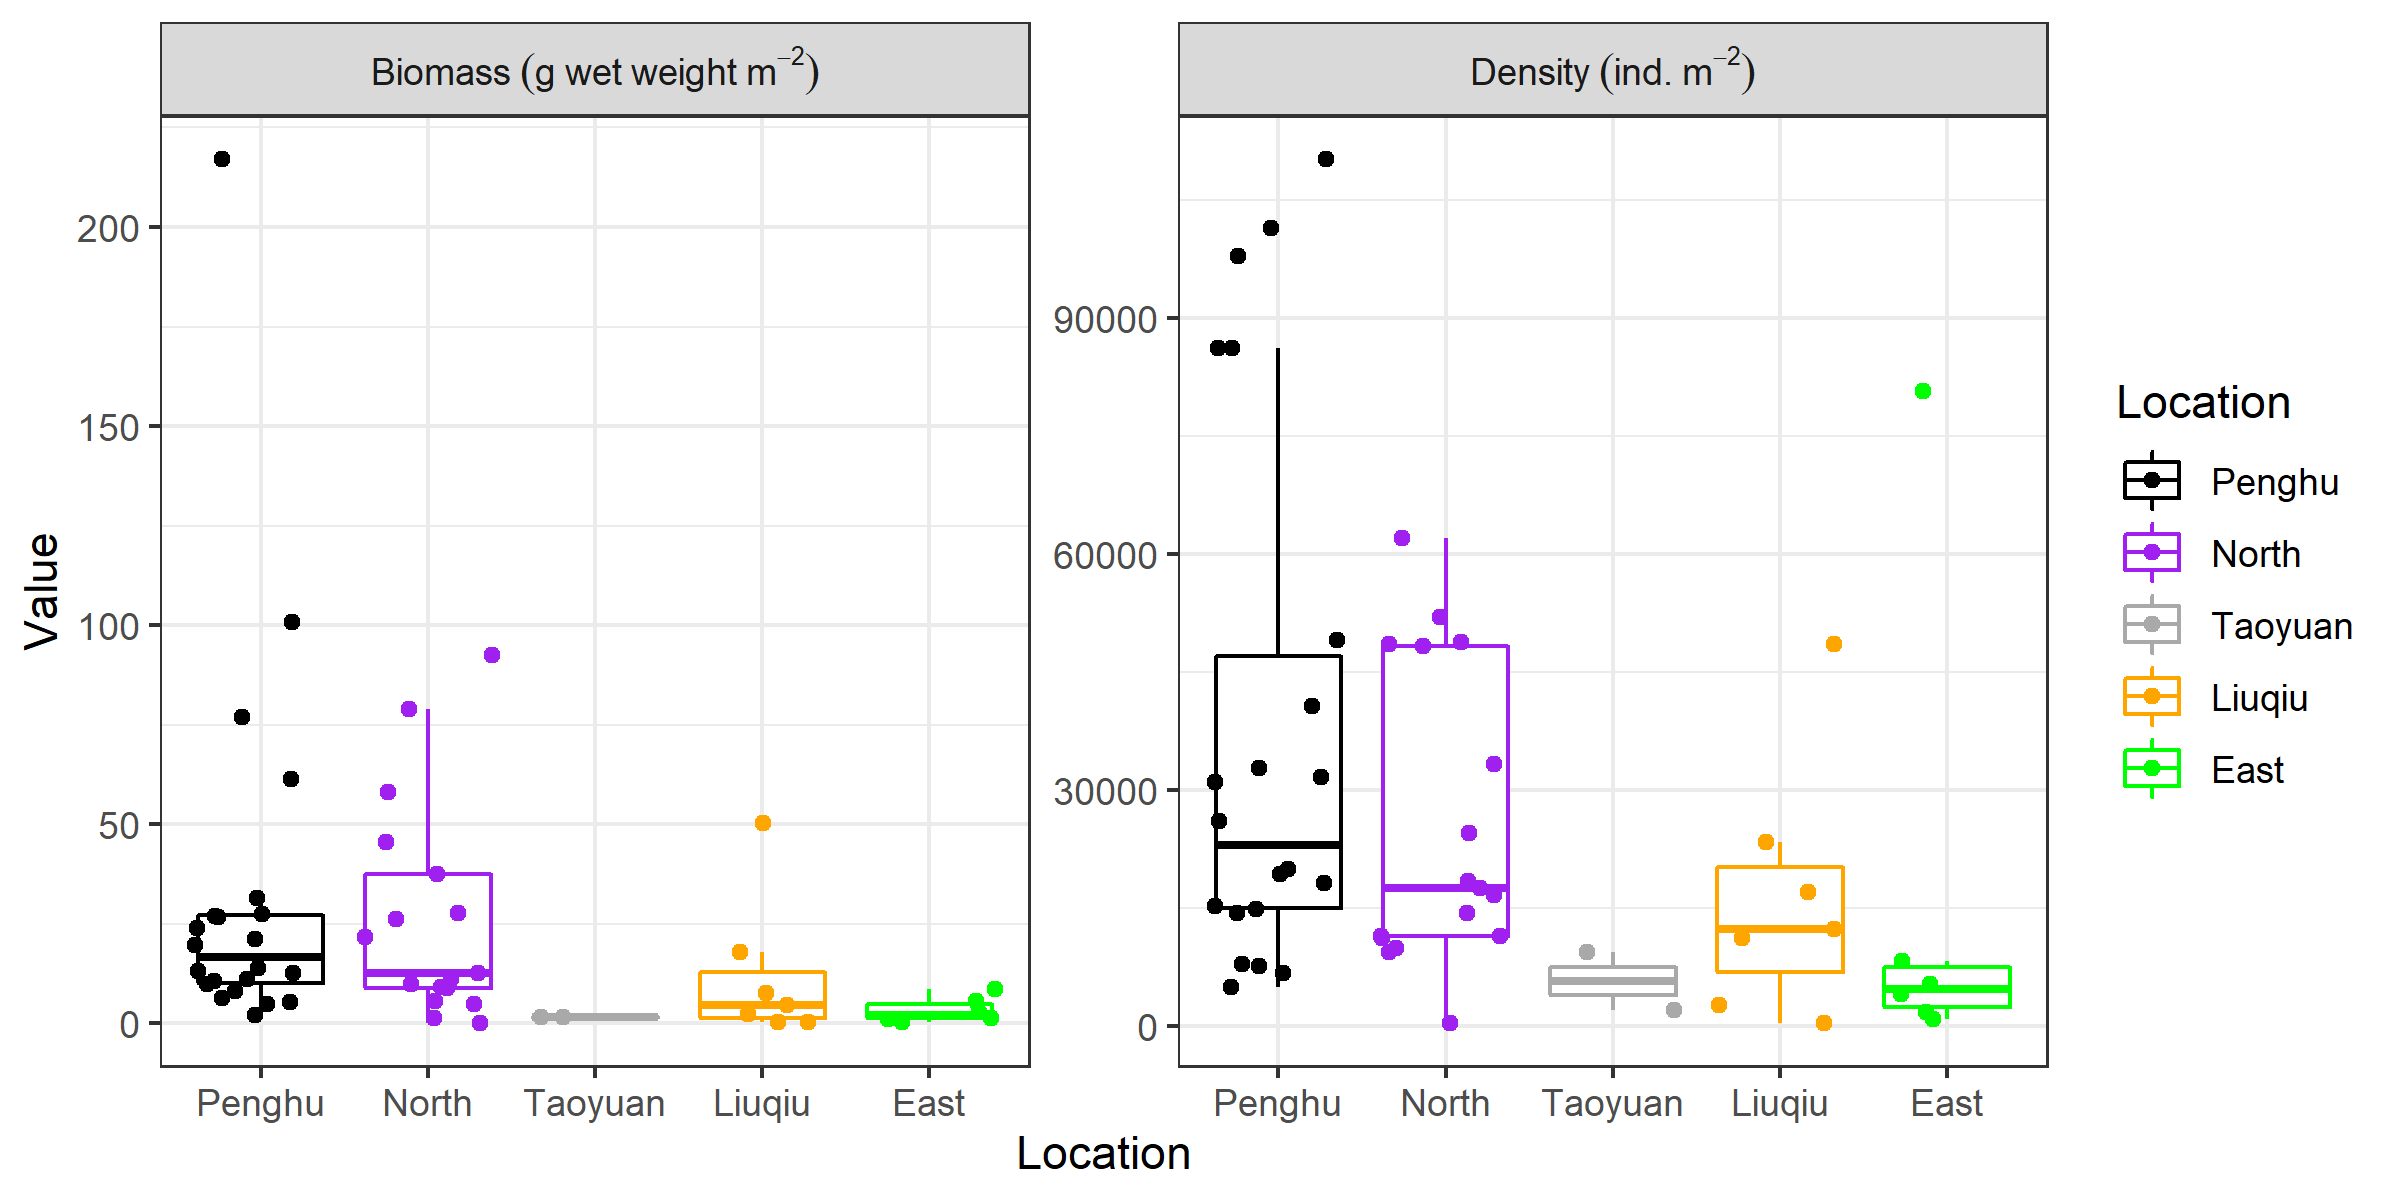 Biomass (g wet weight m⁻²)
Density (ind. m⁻²)
Value
200
150
100
50
0
90000
60000
30000
0
Penghu North Taoyuan Liuqiu East
Penghu North Taoyuan Liuqiu East
Location
Location
Penghu
North
Taoyuan
Liuqiu
East